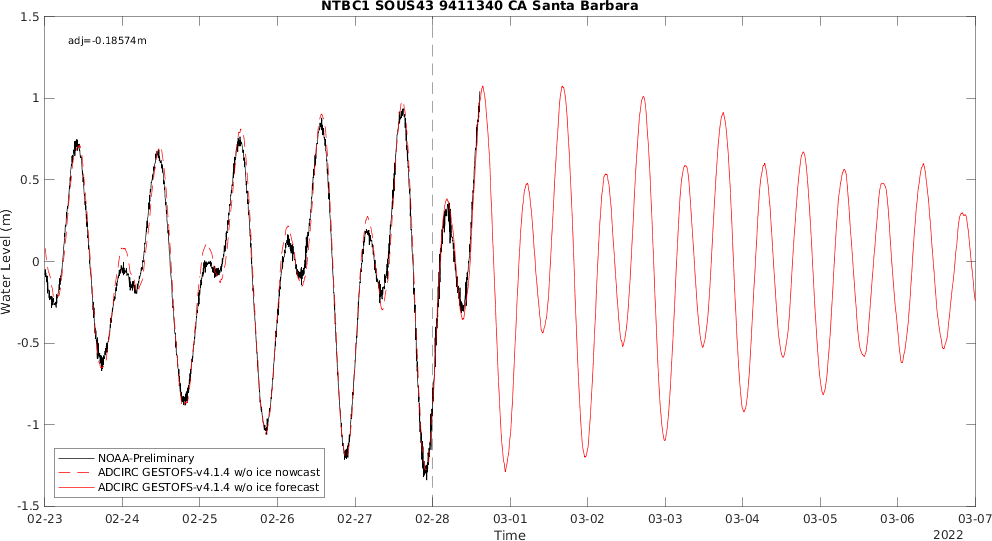 NTBC1 SOUS43 9411340 CA Santa Barbara
adj=-0.18574m
1.5
1
0.5
0
-0.5
-1
-1.5
Water Level (m)
NOAA-Preliminary
ADCIRC GESTOFS-v4.1.4 w/o ice nowcast
ADCIRC GESTOFS-v4.1.4 w/o ice forecast
02-23 02-24 02-25 02-26 02-27 02-28 03-01 03-02 03-03 03-04 03-05 03-06 03-07
Time
2022